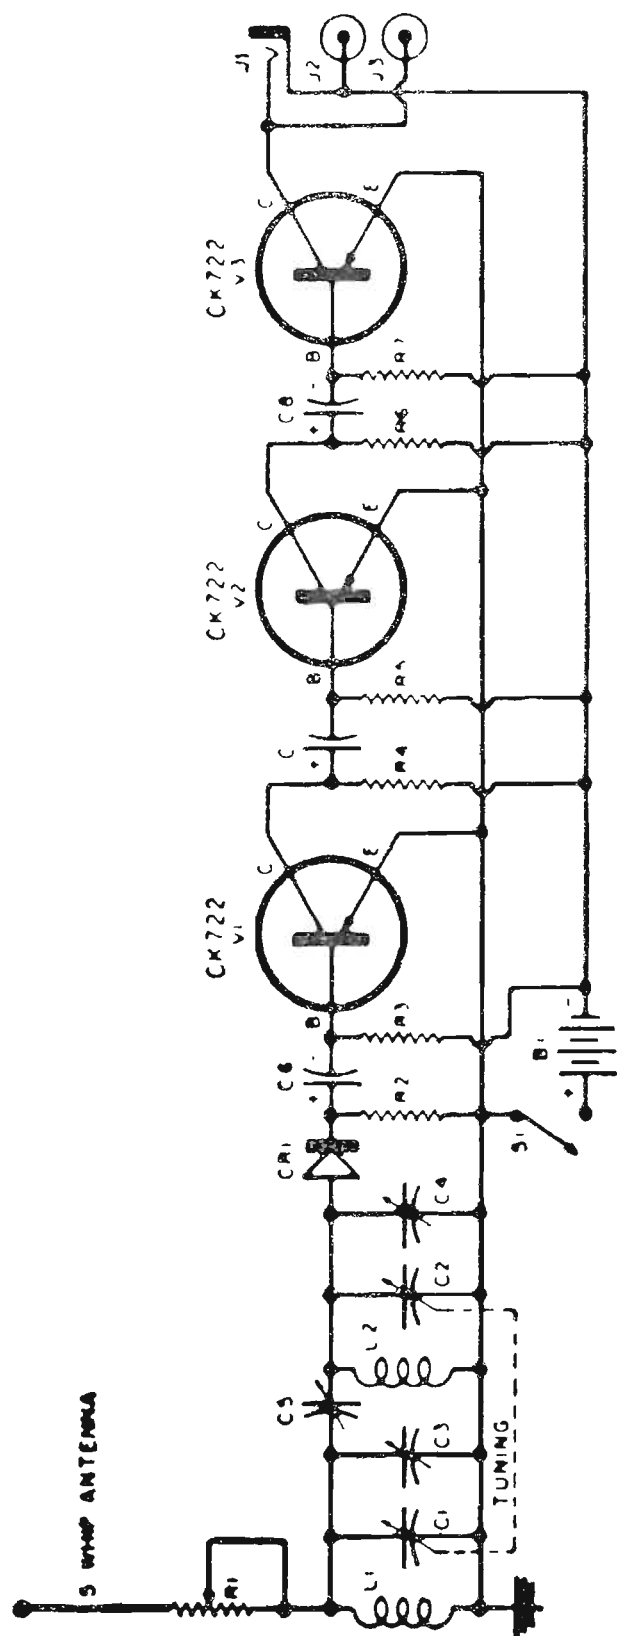 5 WHIP ANTENNA
R1
L1
C1
C3
TUNING
C5
L2
C2
C4
CR1
S1
B1
+
-
R2
C6
+
-
R3
B
CK722
V1
C
E
R4
C
+
R5
B
CK722
V2
C
E
R6
C8
+
-
R7
B
CK722
V3
C
E
J1
J2
J3